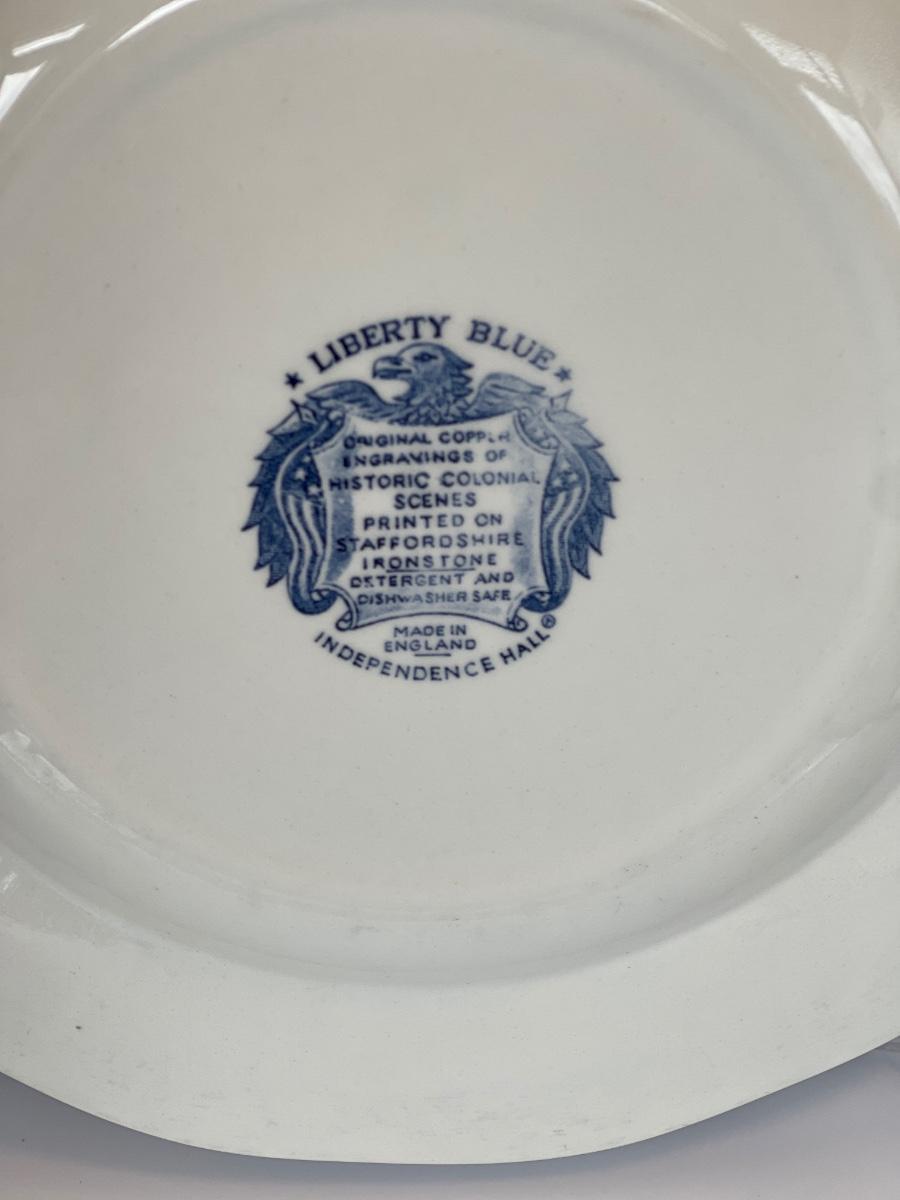 ★ LIBERTY BLUE ★
ORIGINAL COPPER
ENGRAVINGS OF
HISTORIC COLONIAL
SCENES
PRINTED ON
STAFFORDSHIRE
IRONSTONE
DETERGENT AND
DISHWASHER SAFE
MADE IN
ENGLAND
INDEPENDENCE HALL®